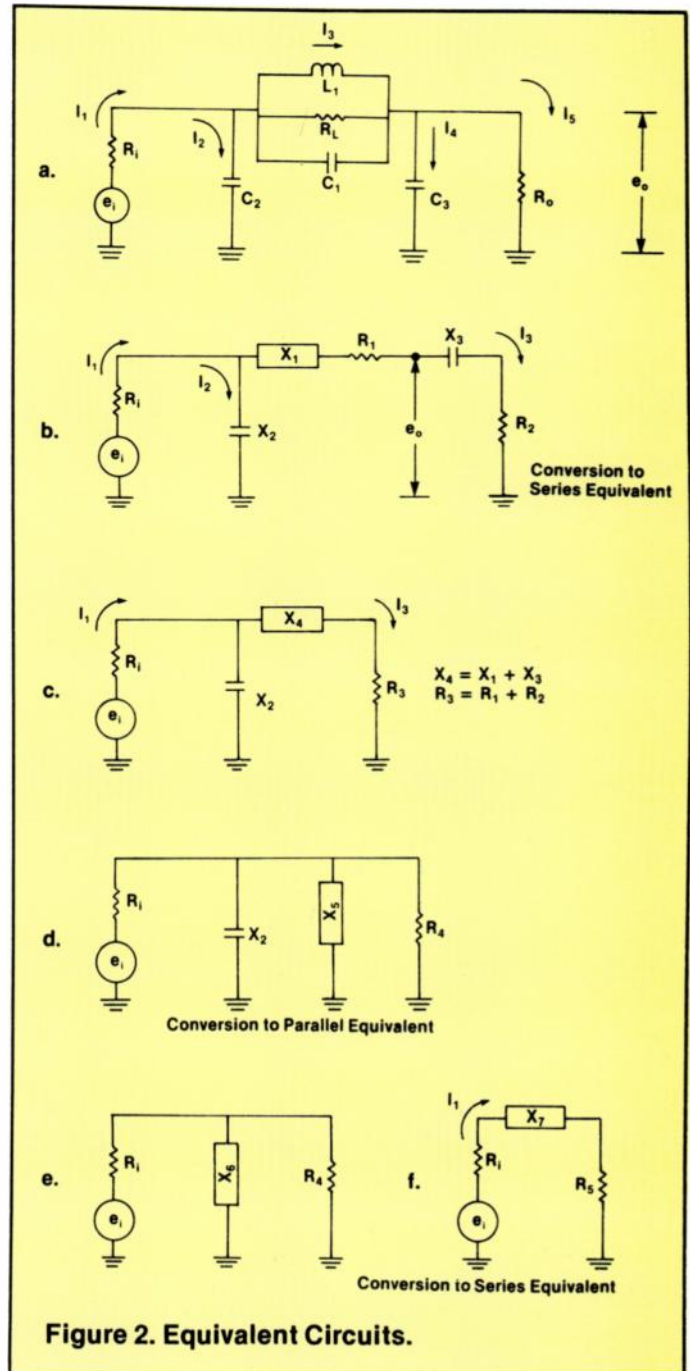 I₃
L₁
I₁
I₅
R_L
I₂
I₄
Rᵢ
C₁
a.
eᵢ
C₂
C₃
Rₒ
eₒ
I₁
X₁
R₁
X₃
I₃
I₂
Rᵢ
X₂
eₒ
R₂
b.
eᵢ
Conversion to
Series Equivalent
I₁
I₃
X₄
Rᵢ
X₄ = X₁ + X₃
c.
X₂
R₃
R₃ = R₁ + R₂
eᵢ
Rᵢ
X₅
d.
X₂
R₄
eᵢ
Conversion to Parallel Equivalent
I₁
X₇
Rᵢ
X₆
R₄
Rᵢ
R₅
e.
f.
eᵢ
eᵢ
Conversion to Series Equivalent
Figure 2. Equivalent Circuits.